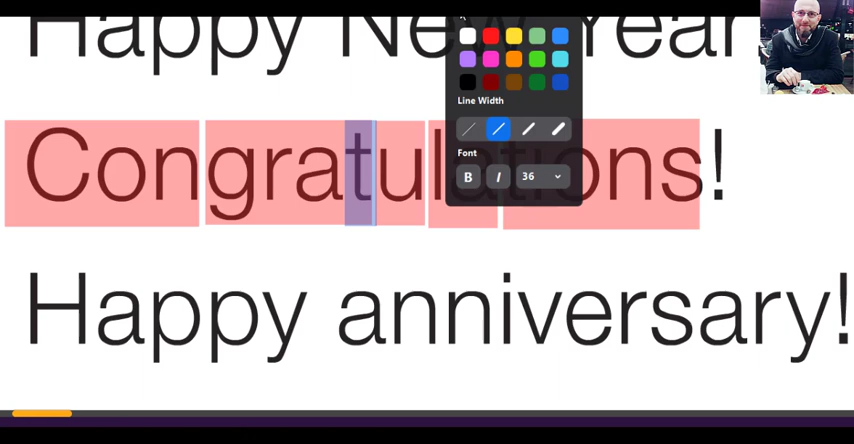 Happy New Year
Line Width
Font
B I 36
Congratulations!
Happy anniversary!